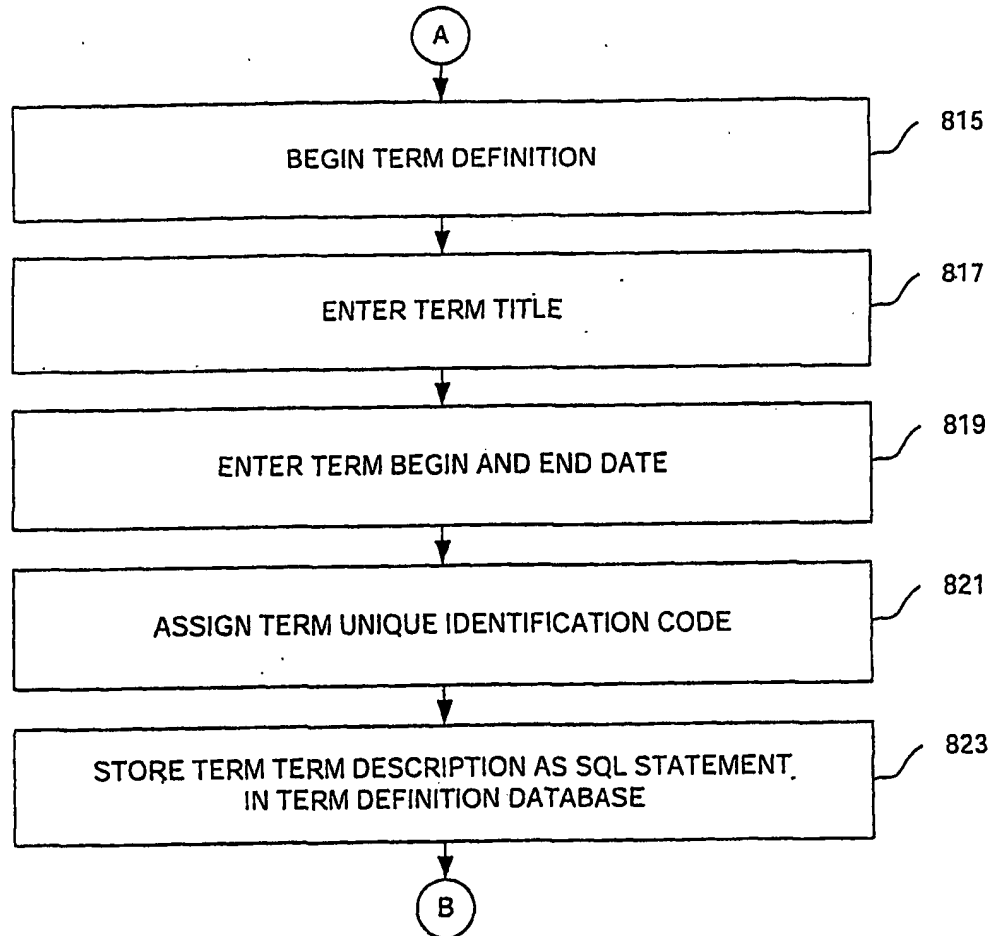 A
BEGIN TERM DEFINITION
815
ENTER TERM TITLE
817
ENTER TERM BEGIN AND END DATE
819
ASSIGN TERM UNIQUE IDENTIFICATION CODE
821
STORE TERM TERM DESCRIPTION AS SQL STATEMENT
IN TERM DEFINITION DATABASE
823
B